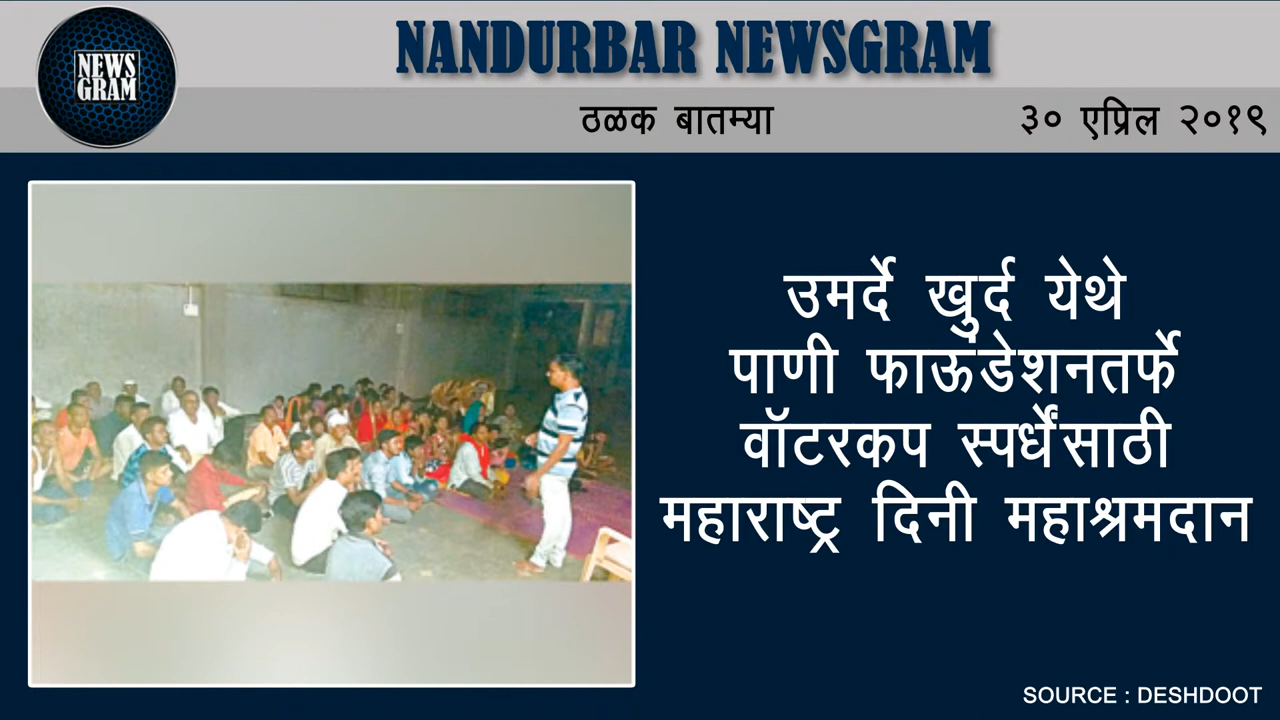 NEWS
GRAM
NANDURBAR NEWSGRAM
ठळक बातम्या
३० एप्रिल २०१९
उमर्दे खुर्द येथे
पाणी फाऊंडेशनतर्फे
वॉटरकप स्पर्धेंसाठी
महाराष्ट्र दिनी महाश्रमदान
SOURCE : DESHDOOT